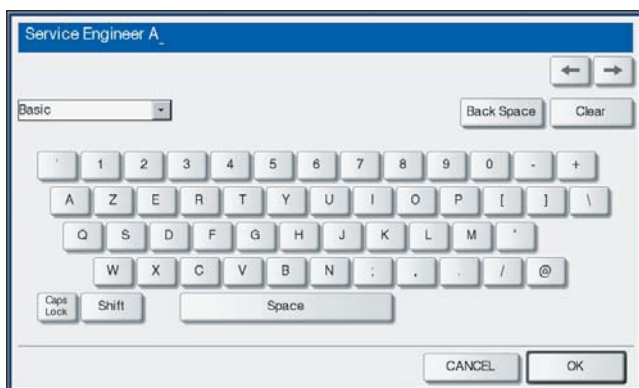 Service Engineer A_
← →
Basic Back Space Clear
' 1 2 3 4 5 6 7 8 9 0 - +
A Z E R T Y U I O P [ ] \
Q S D F G H J K L M '
W X C V B N ; , . / @
Caps Lock Shift Space
CANCEL OK